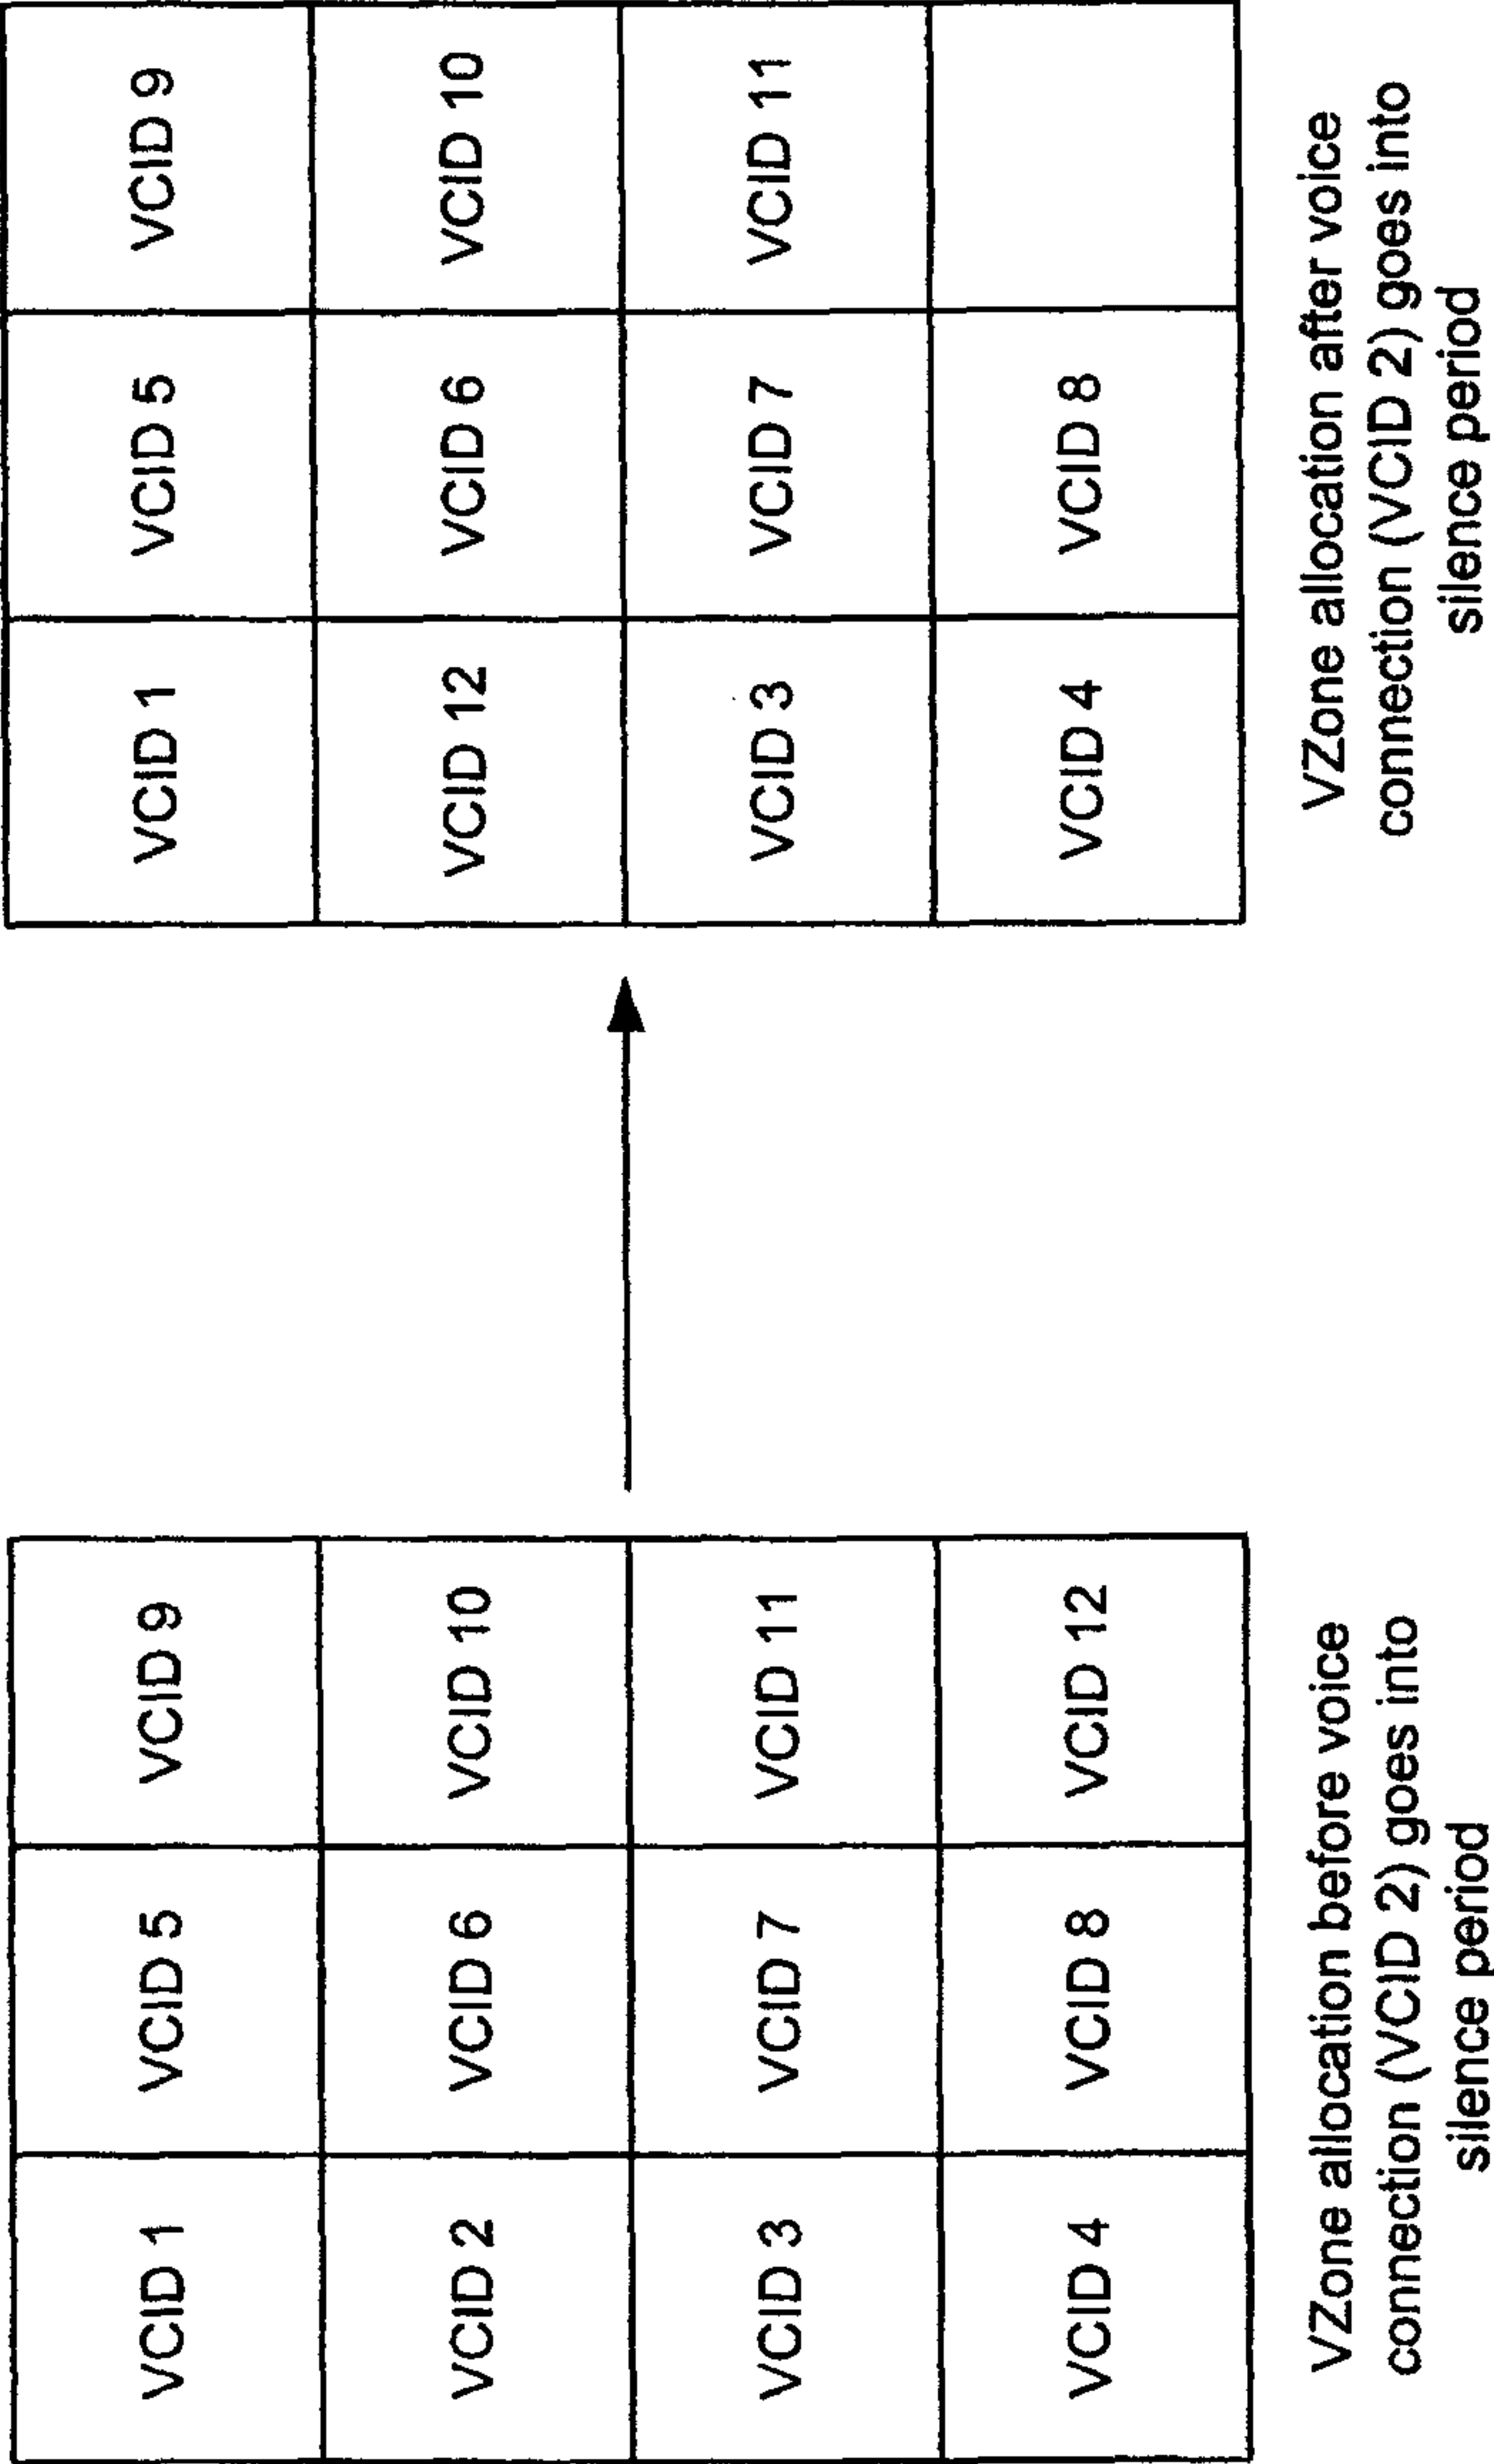 VCID 1
VCID 5
VCID 9
VCID 2
VCID 6
VCID 10
VCID 3
VCID 7
VCID 11
VCID 4
VCID 8
VCID 12
VZone allocation before voice
connection (VCID 2) goes into
silence period
VCID 1
VCID 5
VCID 9
VCID 12
VCID 6
VCID 10
VCID 3
VCID 7
VCID 11
VCID 4
VCID 8
VZone allocation after voice
connection (VCID 2) goes into
silence period